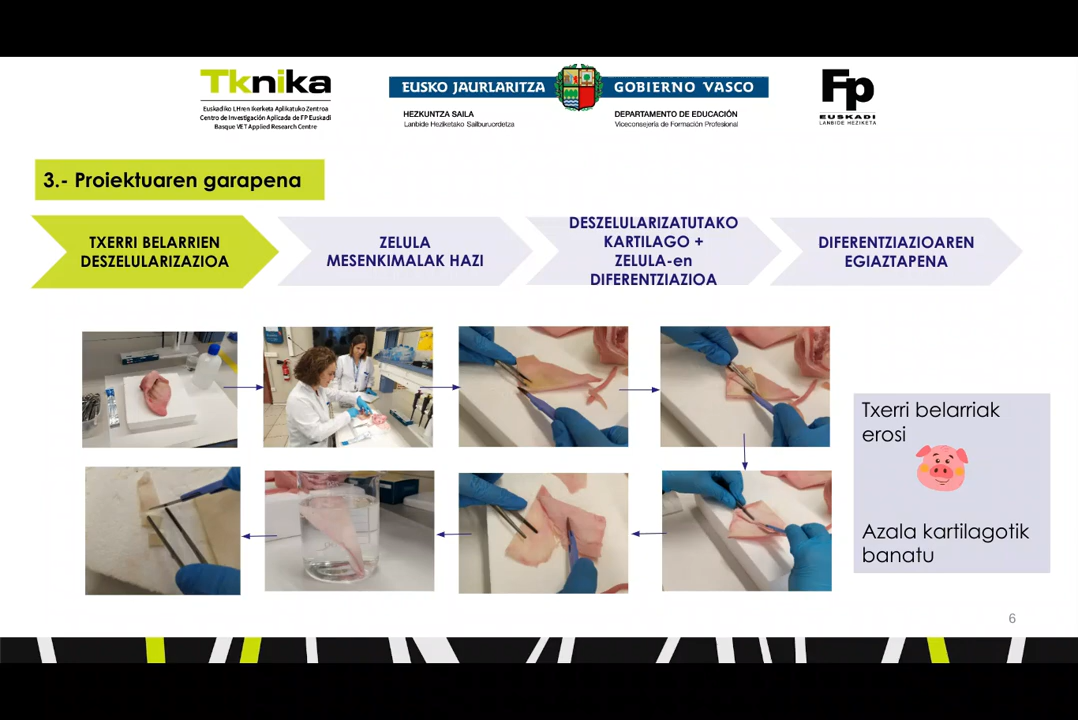 Tknika
Euskadiko LHren Ikerketa Aplikatuko Zentroa
Centro de Investigación Aplicada de FP Euskadi
Basque VET Applied Research Centre
EUSKO JAURLARITZA
GOBIERNO VASCO
HEZKUNTZA SAILA
Lanbide Heziketako Sailburuordetza
DEPARTAMENTO DE EDUCACIÓN
Viceconsejería de Formación Profesional
Fp
EUSKADI
LANBIDE HEZIKETA
3.- Proiektuaren garapena
TXERRI BELARRIEN
DESZELULARIZAZIOA
ZELULA
MESENKIMALAK HAZI
DESZELULARIZATUTAKO
KARTILAGO +
ZELULA-en
DIFERENTZIAZIOA
DIFERENTZIAZIOAREN
EGIAZTAPENA
Txerri belarriak
erosi
Azala kartilagotik
banatu
6